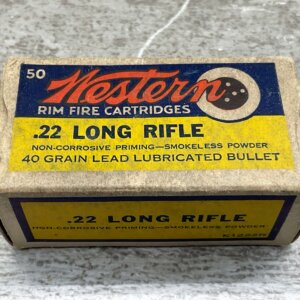 50
Western
RIM FIRE CARTRIDGES
.22 LONG RIFLE
NON-CORROSIVE PRIMING—SMOKELESS POWDER
40 GRAIN LEAD LUBRICATED BULLET
.22 LONG RIFLE
NON-CORROSIVE PRIMING—SMOKELESS POWDER